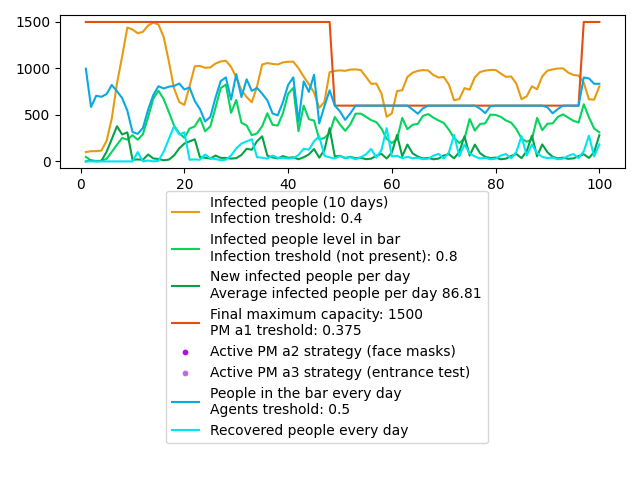 1500
1000
500
0
0 20 40 60 80 100
Infected people (10 days)
Infection treshold: 0.4
Infected people level in bar
Infection treshold (not present): 0.8
New infected people per day
Average infected people per day 86.81
Final maximum capacity: 1500
PM a1 treshold: 0.375
Active PM a2 strategy (face masks)
Active PM a3 strategy (entrance test)
People in the bar every day
Agents treshold: 0.5
Recovered people every day